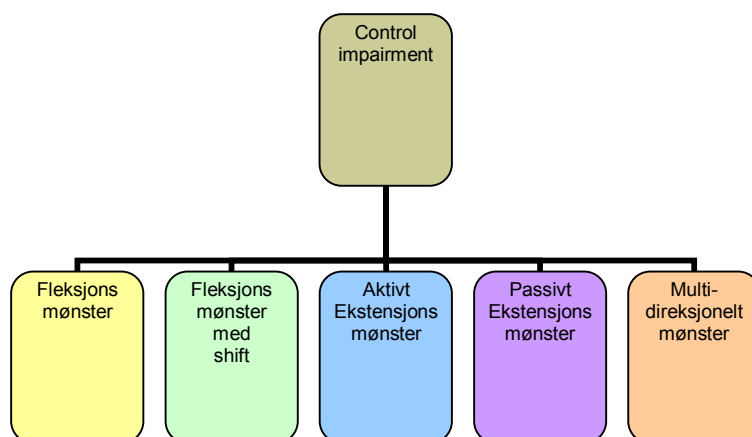 Control
impairment
Fleksjons
mønster
Fleksjons
mønster
med
shift
Aktivt
Ekstensjons
mønster
Passivt
Ekstensjons
mønster
Multi-
direksjonelt
mønster